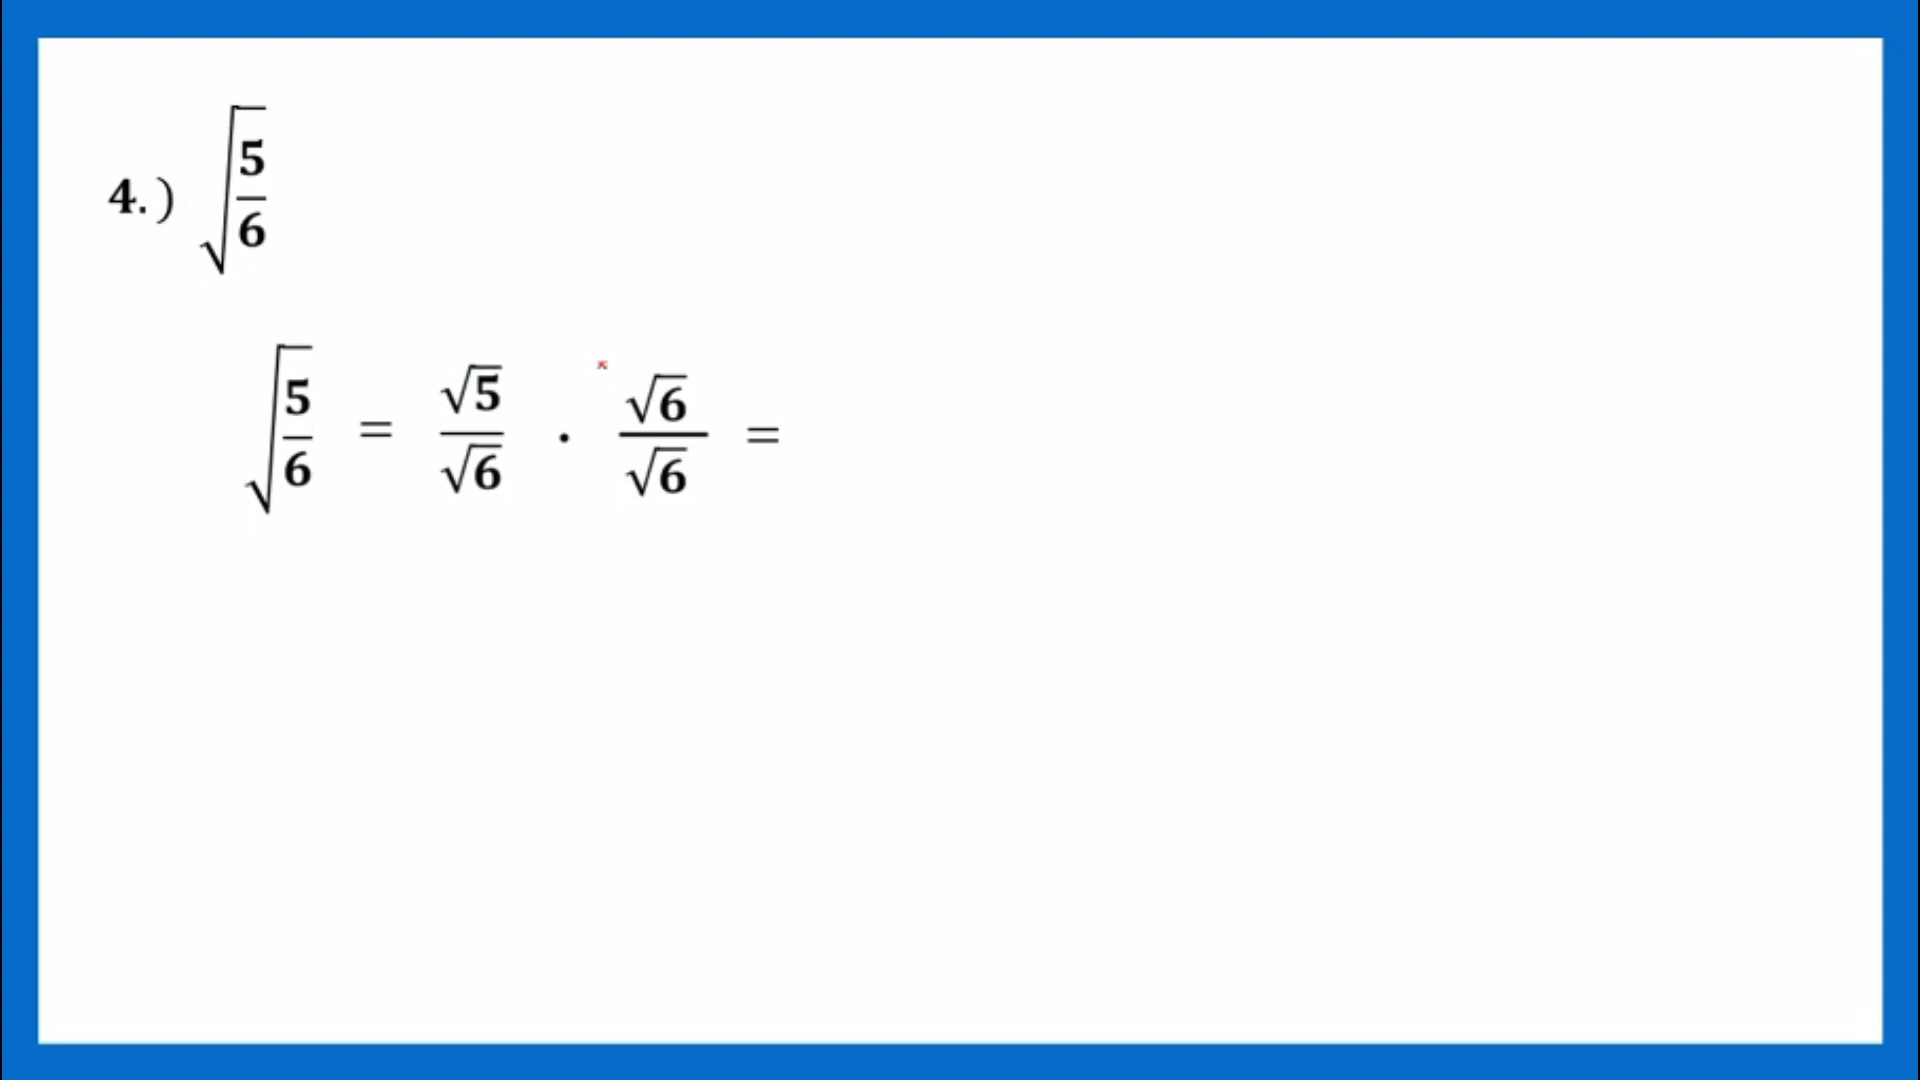 4.) √(5/6)
√(5/6) = √5/√6 · √6/√6 =